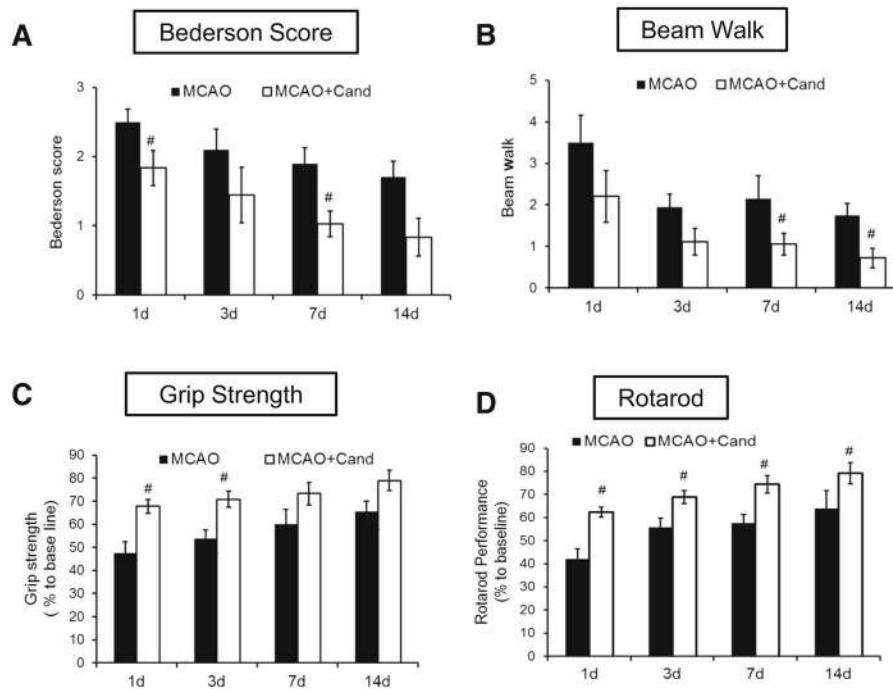 A
Bederson Score
MCAO MCAO+Cand
Bederson score
3
2
1
0
#
#
1d 3d 7d 14d
B
Beam Walk
MCAO MCAO+Cand
Beam walk
5
4
3
2
1
0
#
#
1d 3d 7d 14d
C
Grip Strength
MCAO MCAO+Cand
Grip strength
( % to base line)
90
80
70
60
50
40
30
20
10
0
#
#
1d 3d 7d 14d
D
Rotarod
MCAO MCAO+Cand
Rotarod Performance
(% to baseline)
90
80
70
60
50
40
30
20
10
0
#
#
#
#
1d 3d 7d 14d